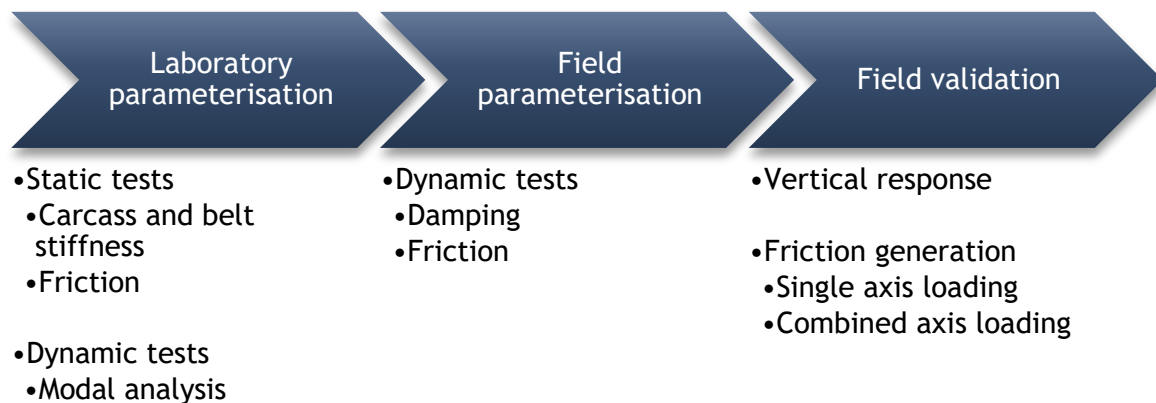 Laboratory
parameterisation
Field
parameterisation
Field validation
•Static tests
•Carcass and belt
stiffness
•Friction
•Dynamic tests
•Modal analysis
•Dynamic tests
•Damping
•Friction
•Vertical response
•Friction generation
•Single axis loading
•Combined axis loading